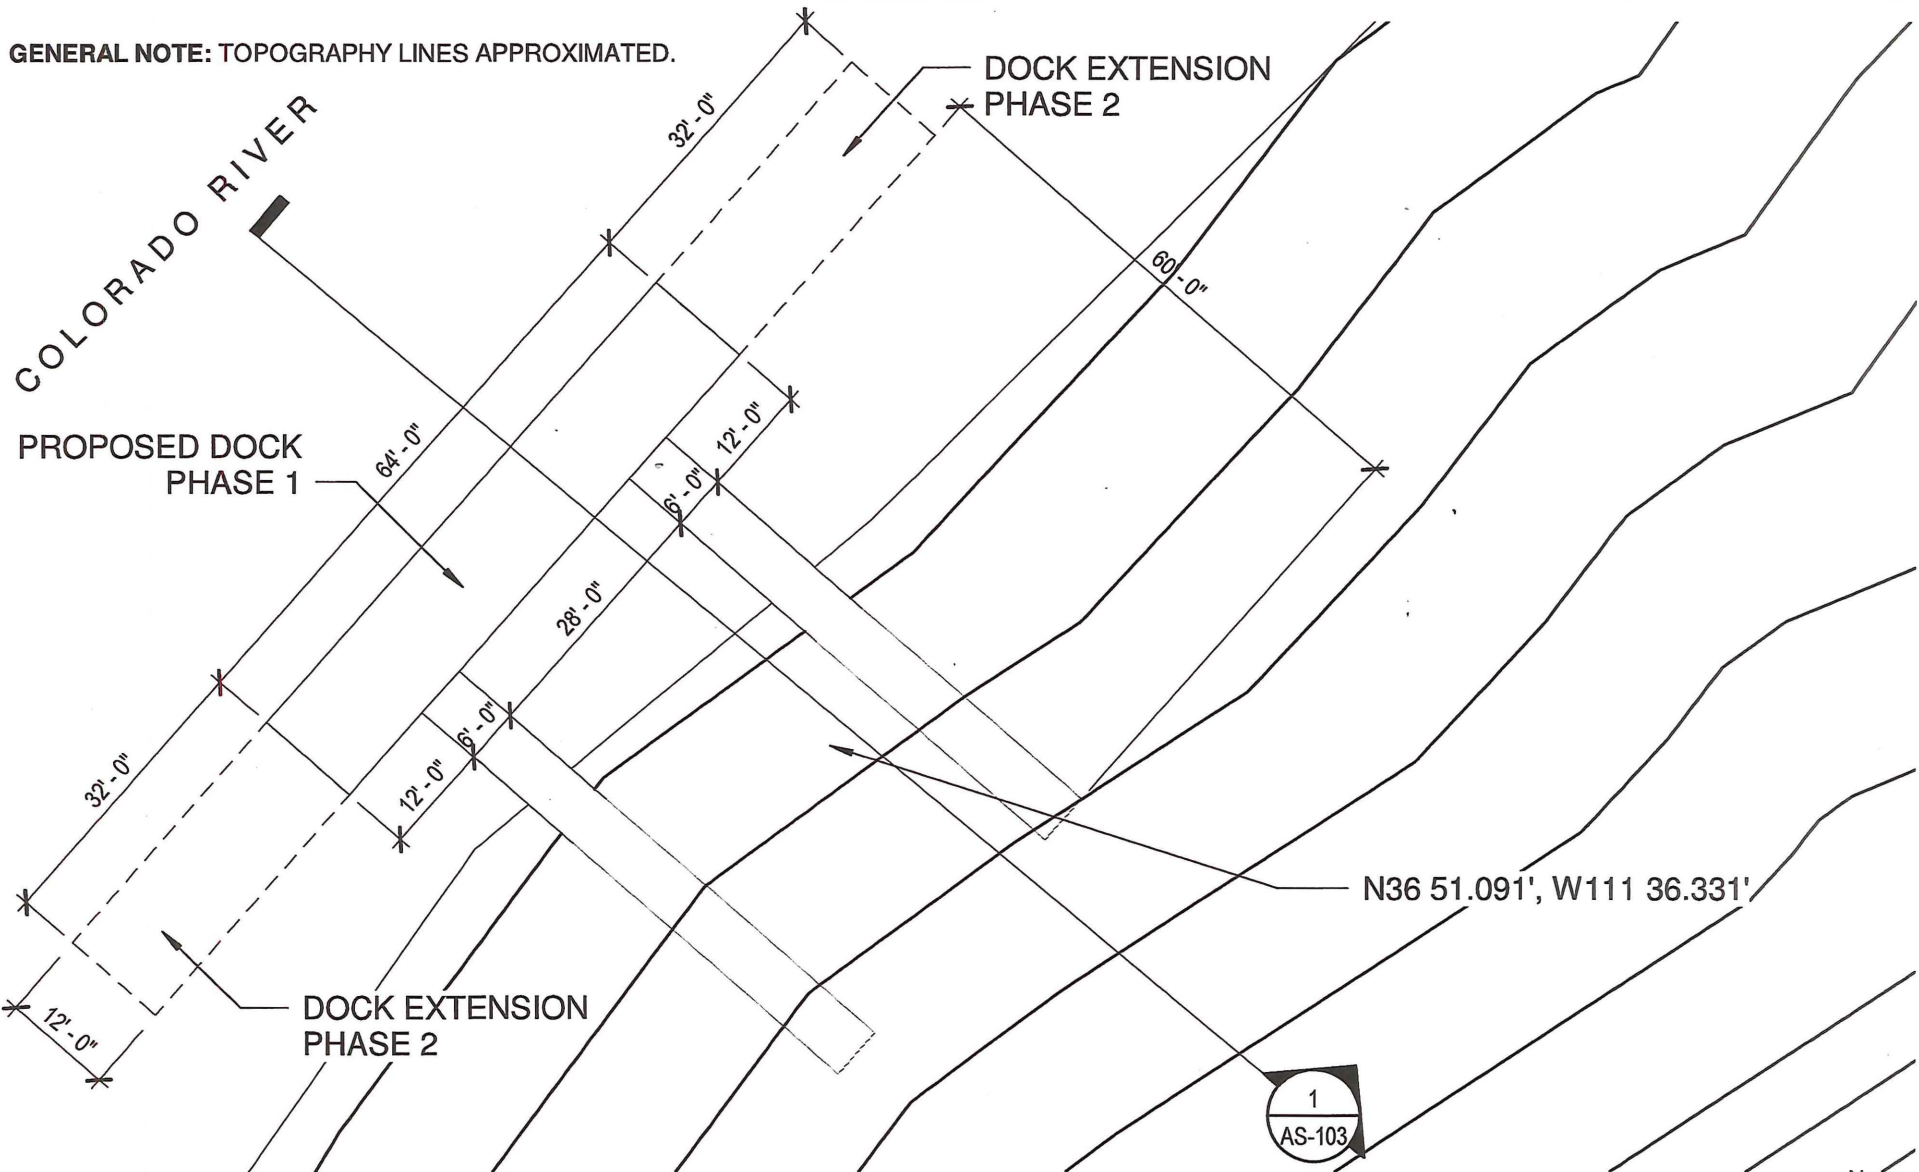 GENERAL NOTE: TOPOGRAPHY LINES APPROXIMATED.
DOCK EXTENSION
PHASE 2
32'-0"
COLORADO RIVER
60'-0"
64'-0"
12'-0"
PROPOSED DOCK
PHASE 1
6'-0"
28'-0"
6'-0"
12'-0"
32'-0"
N36 51.091', W111 36.331'
DOCK EXTENSION
PHASE 2
12'-0"
1
AS-103